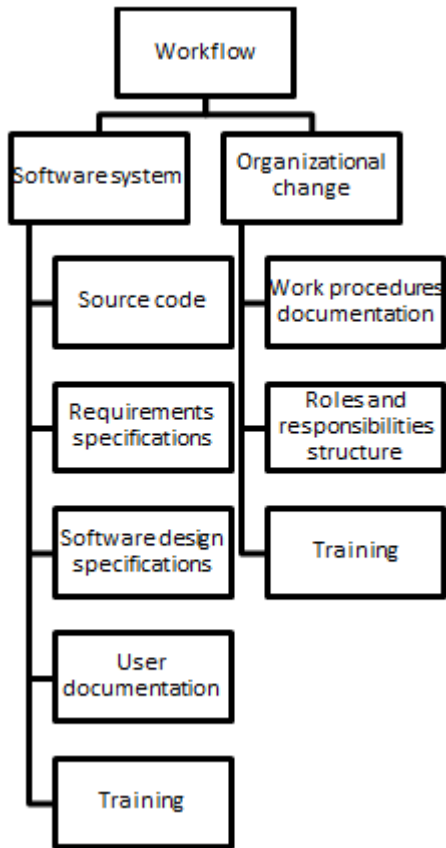 Workflow
Software system
Organizational
change
Source code
Work procedures
documentation
Requirements
specifications
Roles and
responsibilities
structure
Software design
specifications
Training
User
documentation
Training